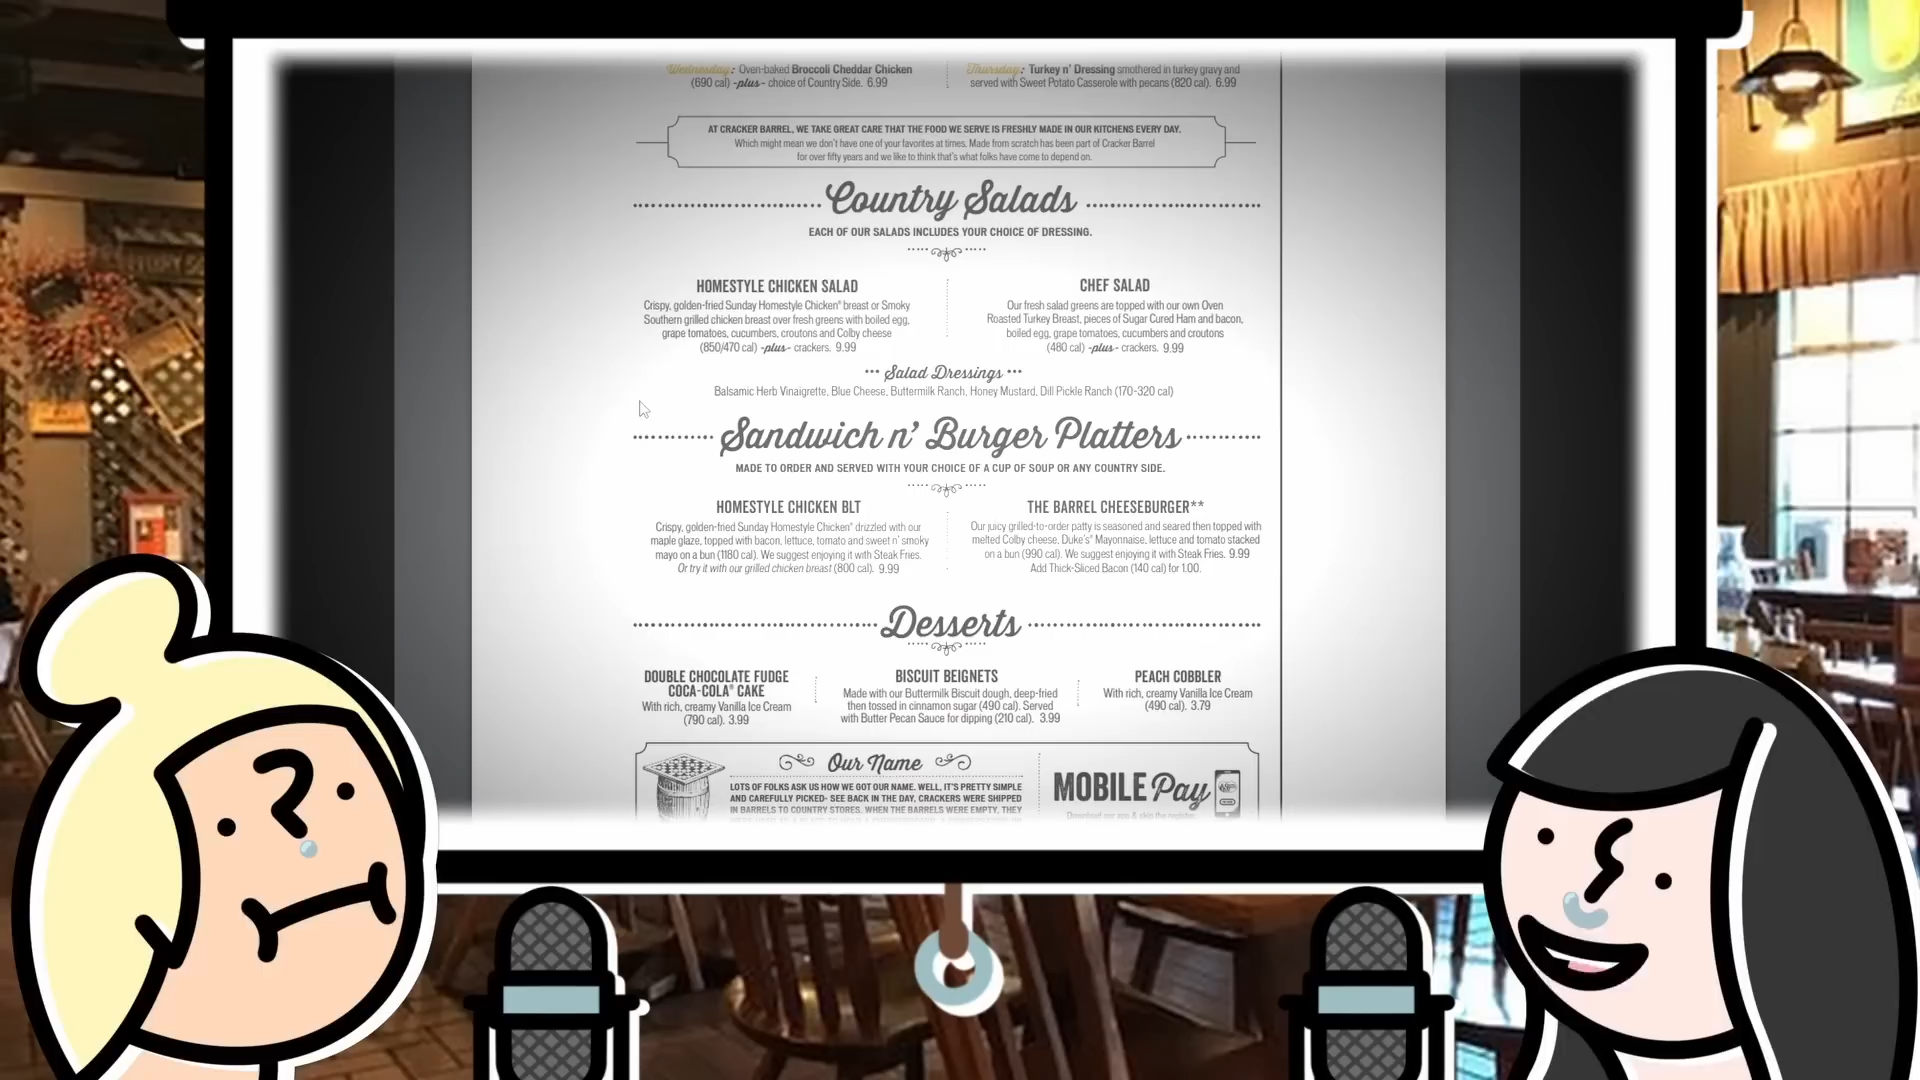 Wednesday: Oven-baked Broccoli Cheddar Chicken
(690 cal) -plus- choice of Country Side. 6.99
Thursday: Turkey n' Dressing smothered in turkey gravy and
served with Sweet Potato Casserole with pecans (820 cal). 6.99
AT CRACKER BARREL, WE TAKE GREAT CARE THAT THE FOOD WE SERVE IS FRESHLY MADE IN OUR KITCHENS EVERY DAY.
Which might mean we don't have one of your favorites at times. Made from scratch has been part of Cracker Barrel
for over fifty years and we like to think that's what folks have come to depend on.
Country Salads
EACH OF OUR SALADS INCLUDES YOUR CHOICE OF DRESSING.
HOMESTYLE CHICKEN SALAD
Crispy, golden-fried Sunday Homestyle Chicken® breast or Smoky
Southern grilled chicken breast over fresh greens with boiled egg,
grape tomatoes, cucumbers, croutons and Colby cheese
(850/470 cal) -plus- crackers. 9.99
CHEF SALAD
Our fresh salad greens are topped with our own Oven
Roasted Turkey Breast, pieces of Sugar Cured Ham and bacon,
boiled egg, grape tomatoes, cucumbers and croutons
(480 cal) -plus- crackers. 9.99
Salad Dressings
Balsamic Herb Vinaigrette, Blue Cheese, Buttermilk Ranch, Honey Mustard, Dill Pickle Ranch (170-320 cal)
Sandwich n' Burger Platters
MADE TO ORDER AND SERVED WITH YOUR CHOICE OF A CUP OF SOUP OR ANY COUNTRY SIDE.
HOMESTYLE CHICKEN BLT
Crispy, golden-fried Sunday Homestyle Chicken® drizzled with our
maple glaze, topped with bacon, lettuce, tomato and sweet n' smoky
mayo on a bun (1180 cal). We suggest enjoying it with Steak Fries.
Or try it with our grilled chicken breast (800 cal). 9.99
THE BARREL CHEESEBURGER**
Our juicy grilled-to-order patty is seasoned and seared then topped with
melted Colby cheese, Duke's® Mayonnaise, lettuce and tomato stacked
on a bun (990 cal). We suggest enjoying it with Steak Fries. 9.99
Add Thick-Sliced Bacon (140 cal) for 1.00.
Desserts
DOUBLE CHOCOLATE FUDGE
COCA-COLA® CAKE
With rich, creamy Vanilla Ice Cream
(790 cal). 3.99
BISCUIT BEIGNETS
Made with our Buttermilk Biscuit dough, deep-fried
then tossed in cinnamon sugar (490 cal). Served
with Butter Pecan Sauce for dipping (210 cal). 3.99
PEACH COBBLER
With rich, creamy Vanilla Ice Cream
(490 cal). 3.79
Our Name
LOTS OF FOLKS ASK US HOW WE GOT OUR NAME. WELL, IT'S PRETTY SIMPLE
AND CAREFULLY PICKED- SEE BACK IN THE DAY, CRACKERS WERE SHIPPED
IN BARRELS TO COUNTRY STORES. WHEN THE BARRELS WERE EMPTY, THEY
MOBILE Pay
Download our app & skip the register.